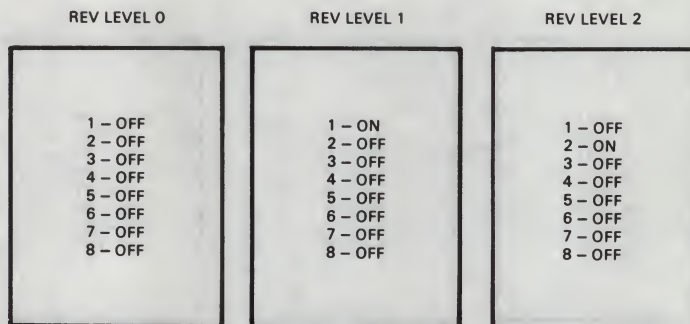 REV LEVEL 0
1 – OFF
2 – OFF
3 – OFF
4 – OFF
5 – OFF
6 – OFF
7 – OFF
8 – OFF
REV LEVEL 1
1 – ON
2 – OFF
3 – OFF
4 – OFF
5 – OFF
6 – OFF
7 – OFF
8 – OFF
REV LEVEL 2
1 – OFF
2 – ON
3 – OFF
4 – OFF
5 – OFF
6 – OFF
7 – OFF
8 – OFF